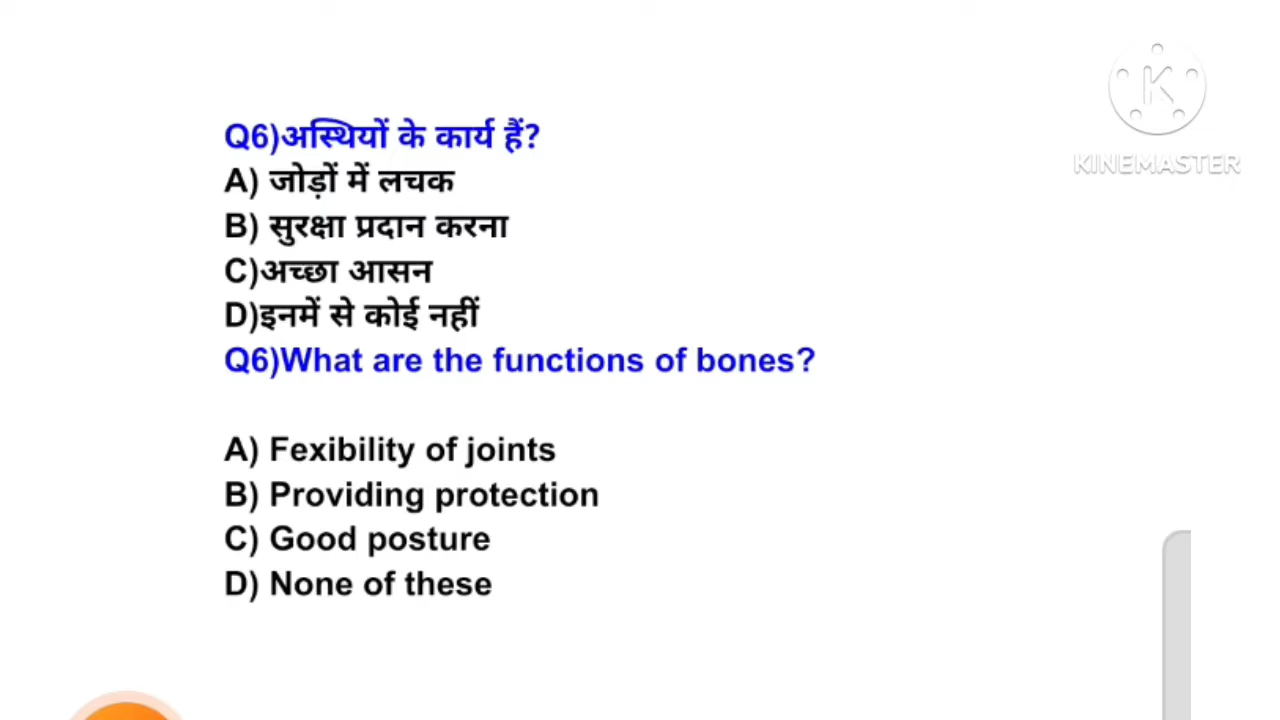 Q6)अस्थियों के कार्य हैं?
A) जोड़ों में लचक
B) सुरक्षा प्रदान करना
C)अच्छा आसन
D)इनमें से कोई नहीं
Q6)What are the functions of bones?
A) Fexibility of joints
B) Providing protection
C) Good posture
D) None of these
K
KINEMASTER